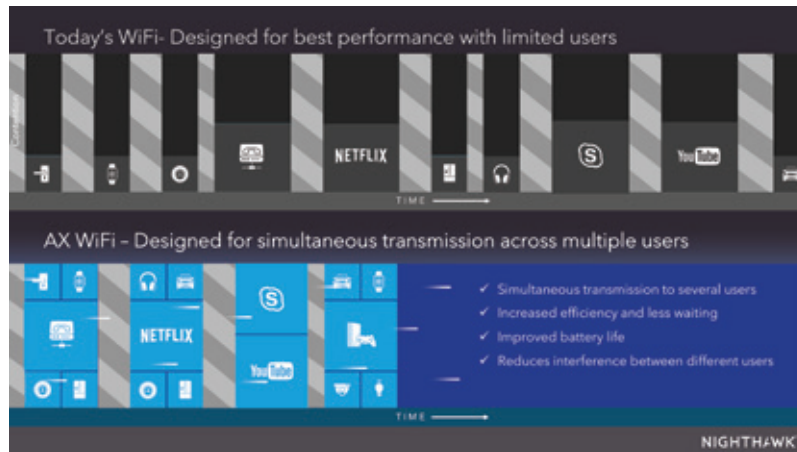 Today's WiFi- Designed for best performance with limited users
Contention
NETFLIX
S
YouTube
TIME
AX WiFi – Designed for simultaneous transmission across multiple users
S
NETFLIX
YouTube
✓ Simultaneous transmission to several users
✓ Increased efficiency and less waiting
✓ Improved battery life
✓ Reduces interference between different users
TIME
NIGHTHAWK